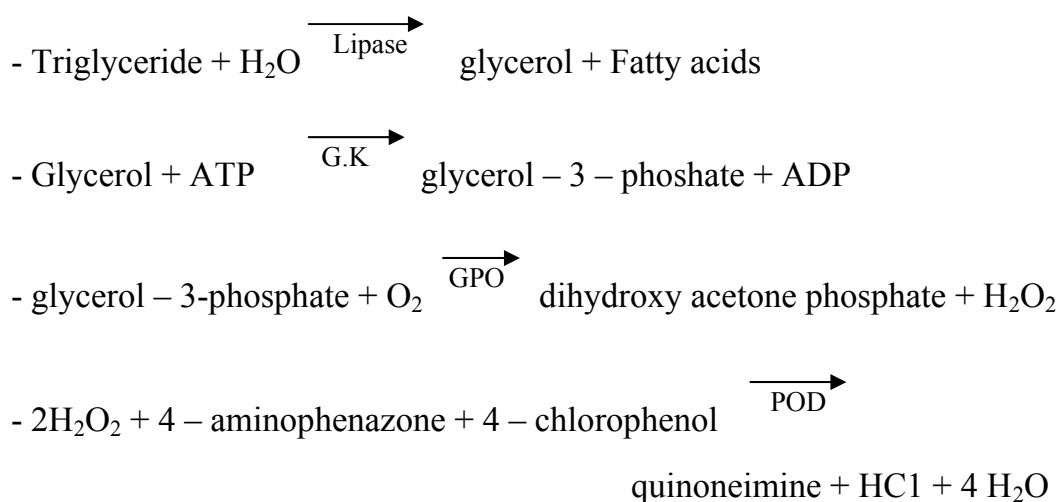 - Triglyceride + H₂O Lipase glycerol + Fatty acids
- Glycerol + ATP G.K glycerol – 3 – phoshate + ADP
- glycerol – 3-phosphate + O₂ GPO dihydroxy acetone phosphate + H₂O₂
- 2H₂O₂ + 4 – aminophenazone + 4 – chlorophenol POD
quinoneimine + HC1 + 4 H₂O